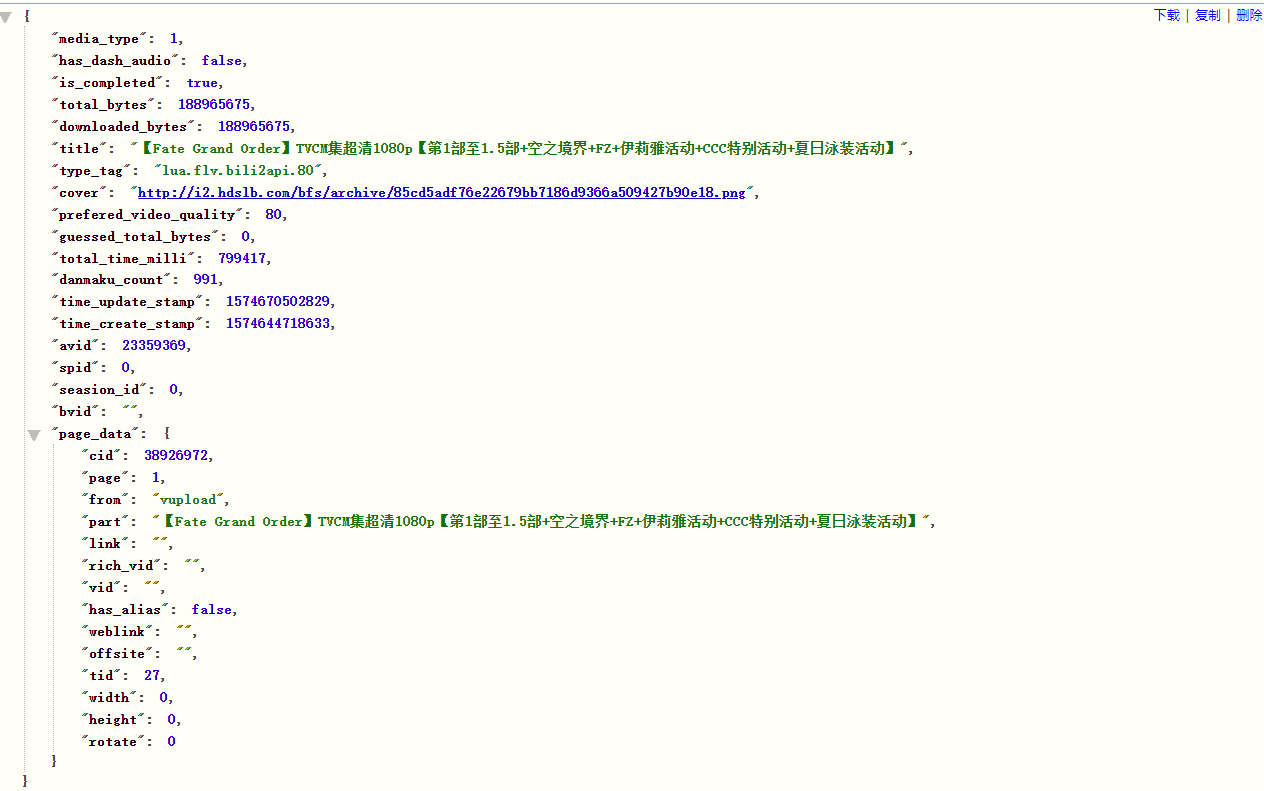 {
下载 | 复制 | 删除
"media_type": 1,
"has_dash_audio": false,
"is_completed": true,
"total_bytes": 188965675,
"downloaded_bytes": 188965675,
"title": "【Fate Grand Order】TVCM集超清1080p【第1部至1.5部+空之境界+FZ+伊莉雅活动+CCC特别活动+夏日泳装活动】",
"type_tag": "lua.flv.bili2api.80",
"cover": "http://i2.hdslb.com/bfs/archive/85cd5adf76e22679bb7186d9366a509427b90e18.png",
"prefered_video_quality": 80,
"guessed_total_bytes": 0,
"total_time_milli": 799417,
"danmaku_count": 991,
"time_update_stamp": 1574670502829,
"time_create_stamp": 1574644718633,
"avid": 23359369,
"spid": 0,
"seasion_id": 0,
"bvid": "",
"page_data": {
"cid": 38926972,
"page": 1,
"from": "vupload",
"part": "【Fate Grand Order】TVCM集超清1080p【第1部至1.5部+空之境界+FZ+伊莉雅活动+CCC特别活动+夏日泳装活动】",
"link": "",
"rich_vid": "",
"vid": "",
"has_alias": false,
"weblink": "",
"offsite": "",
"tid": 27,
"width": 0,
"height": 0,
"rotate": 0
}
}